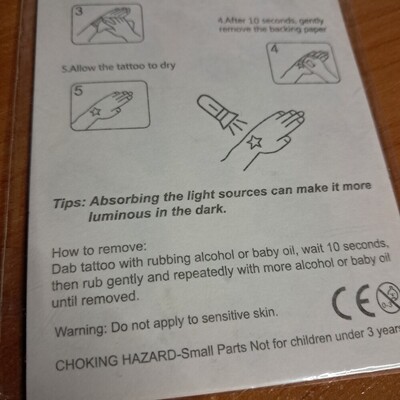 3
4.After 10 seconds, gently
remove the backing paper
4
5.Allow the tattoo to dry
5
Tips: Absorbing the light sources can make it more
luminous in the dark.
How to remove:
Dab tattoo with rubbing alcohol or baby oil, wait 10 seconds,
then rub gently and repeatedly with more alcohol or baby oil
until removed.
Warning: Do not apply to sensitive skin.
CE
CHOKING HAZARD-Small Parts Not for children under 3 years